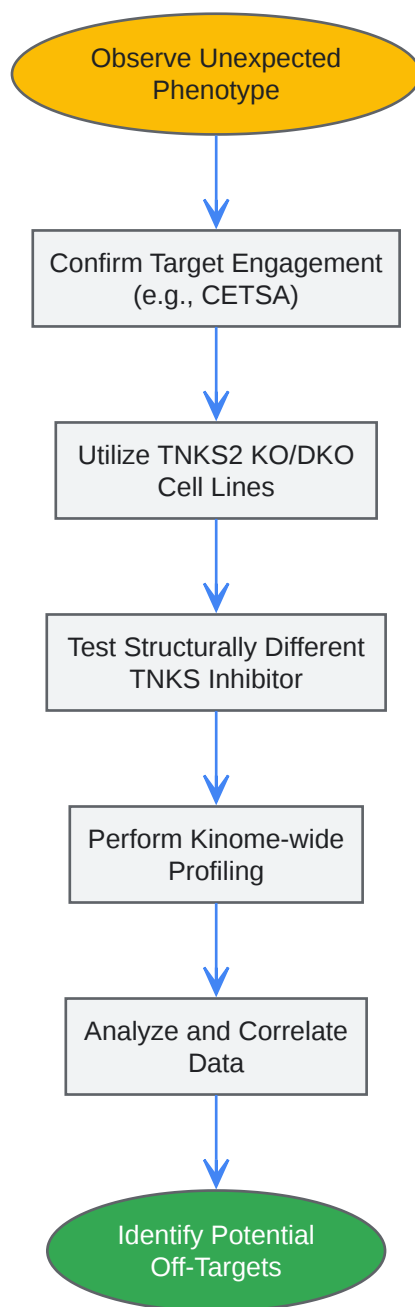 Observe Unexpected
Phenotype
Confirm Target Engagement
(e.g., CETSA)
Utilize TNKS2 KO/DKO
Cell Lines
Test Structurally Different
TNKS Inhibitor
Perform Kinome-wide
Profiling
Analyze and Correlate
Data
Identify Potential
Off-Targets